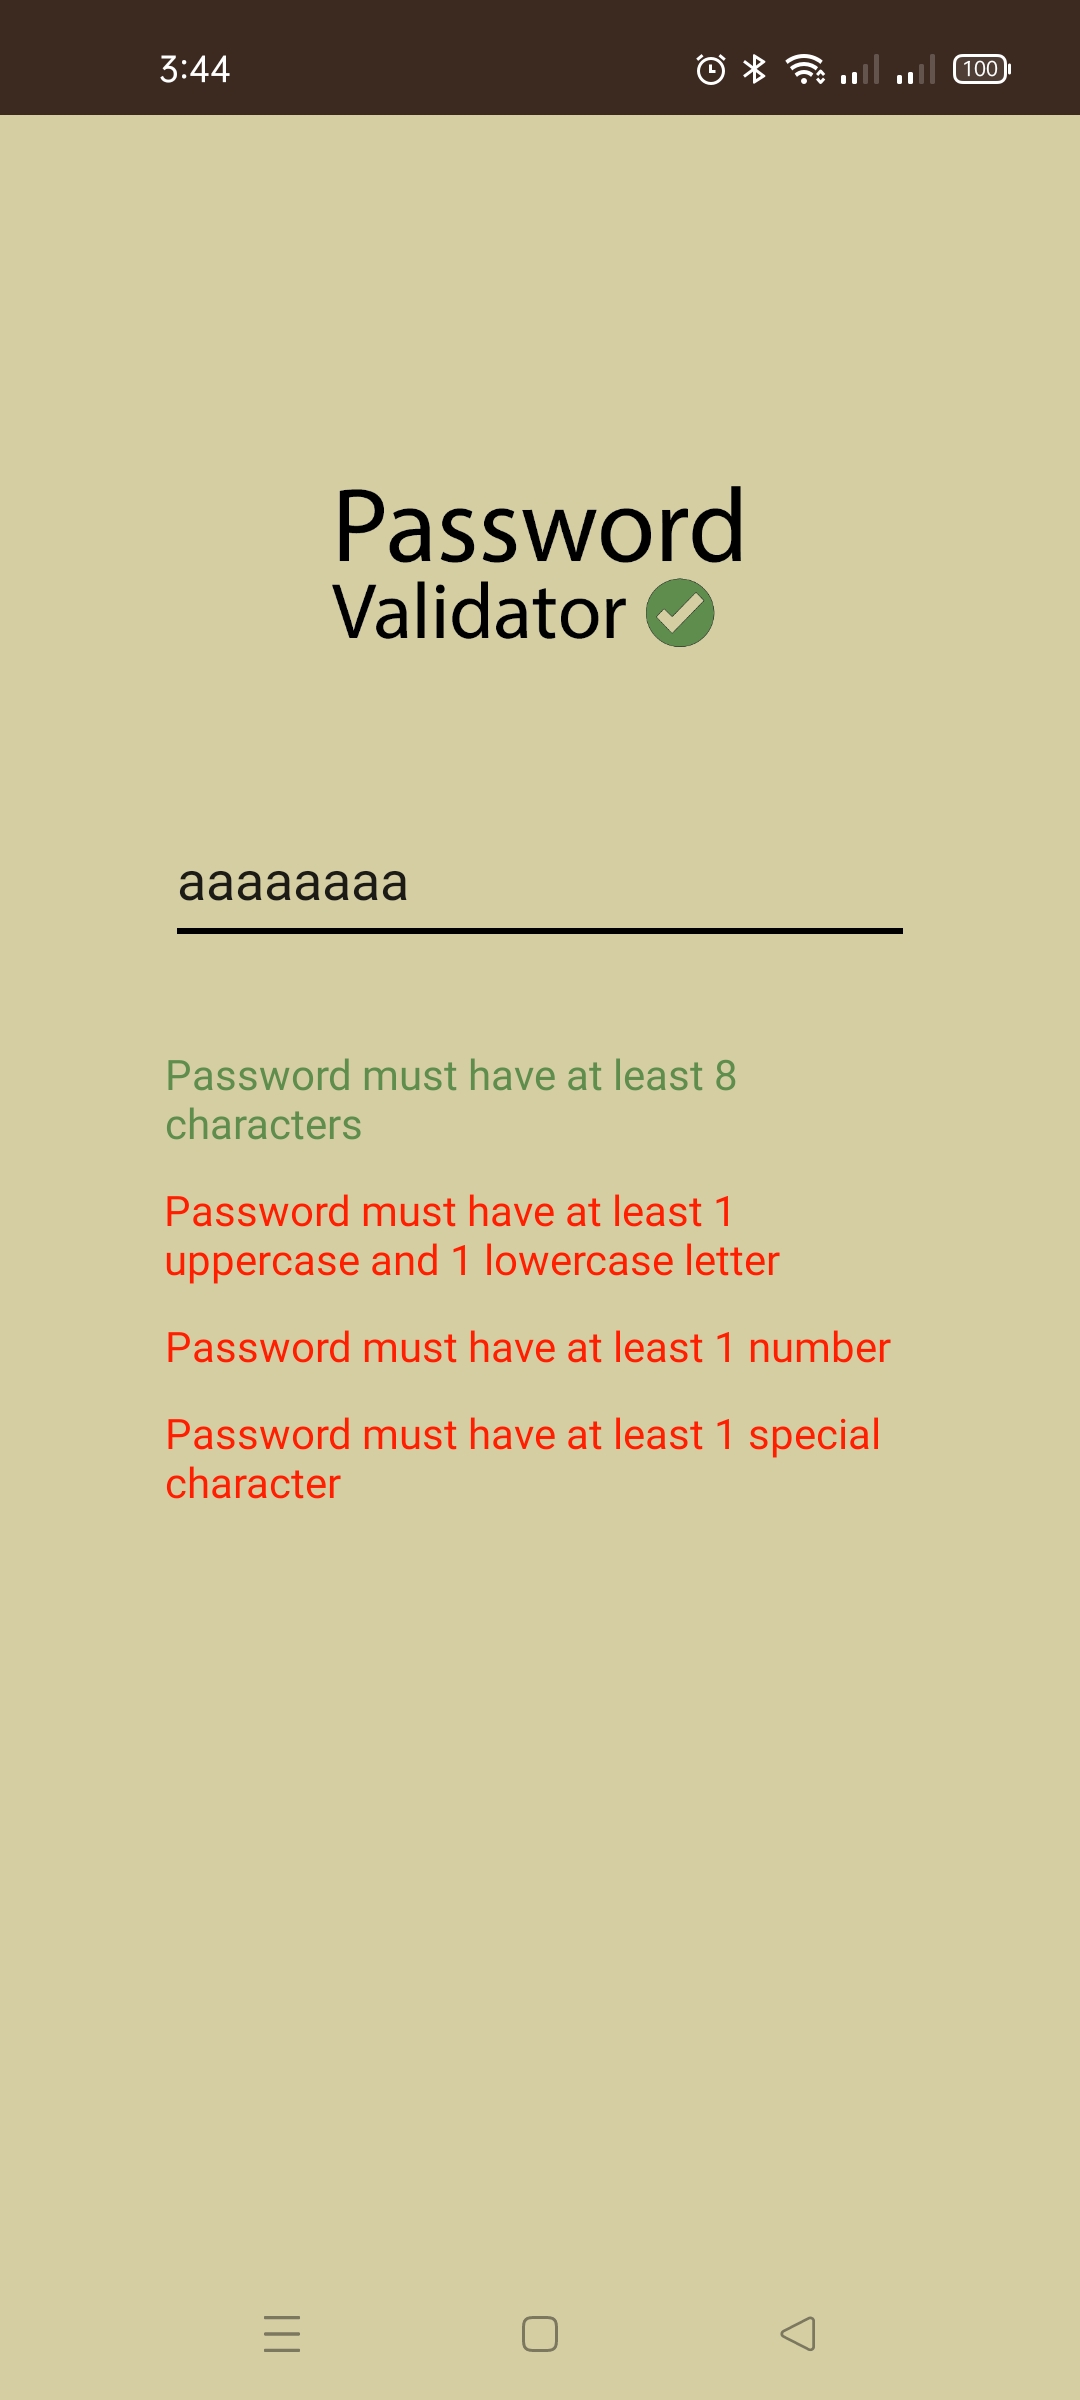 3:44
100
Password
Validator
aaaaaaaa
Password must have at least 8
characters
Password must have at least 1
uppercase and 1 lowercase letter
Password must have at least 1 number
Password must have at least 1 special
character